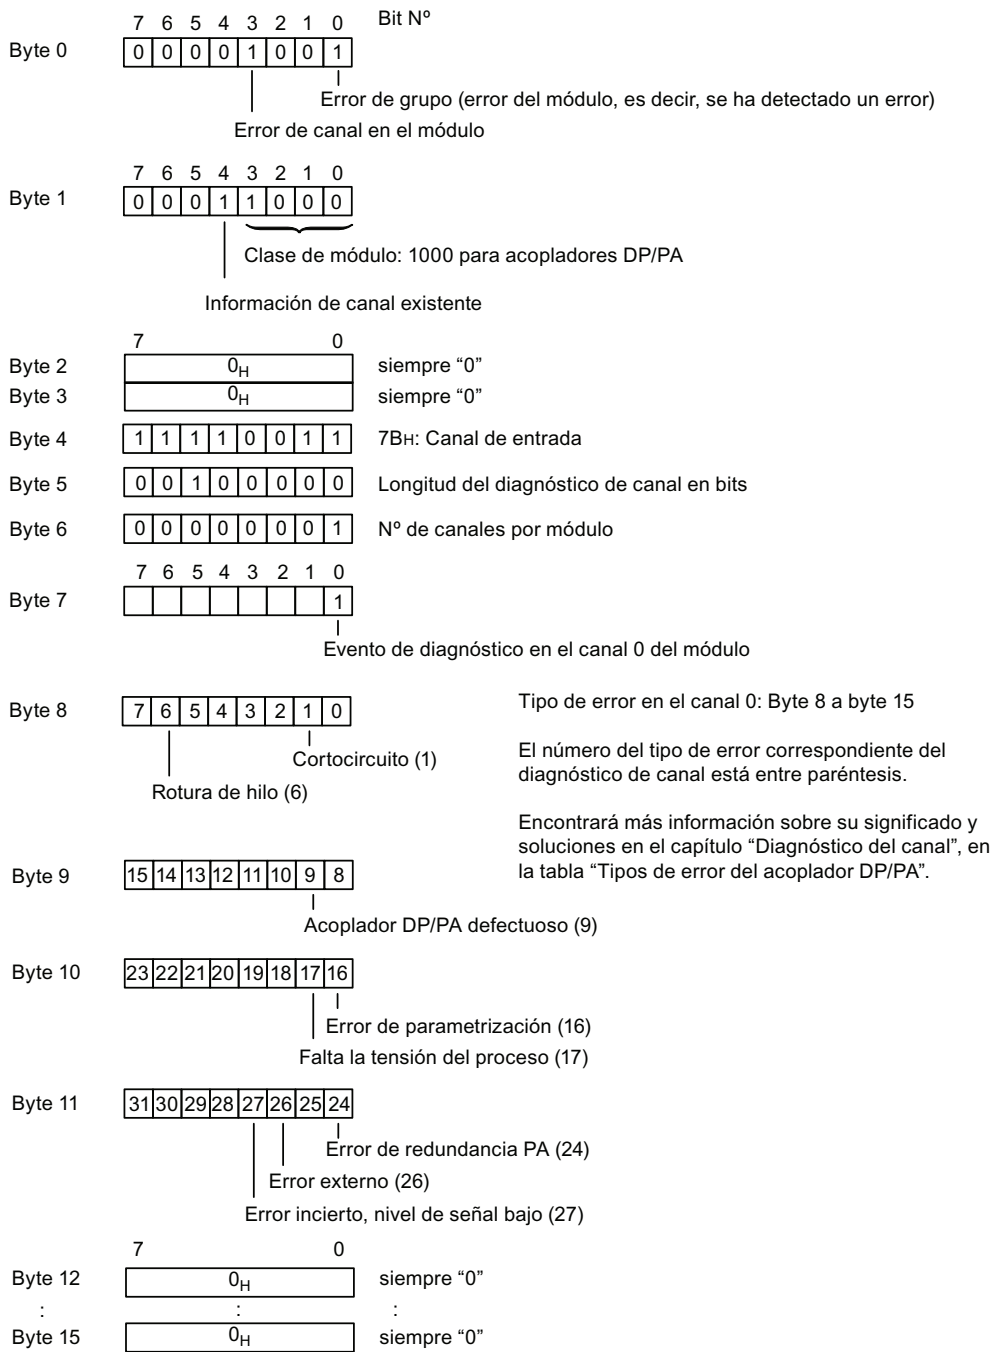 7 6 5 4 3 2 1 0 Bit Nº
Byte 0 0 0 0 0 1 0 0 1
Error de grupo (error del módulo, es decir, se ha detectado un error)
Error de canal en el módulo
7 6 5 4 3 2 1 0
Byte 1 0 0 0 1 1 0 0 0
Clase de módulo: 1000 para acopladores DP/PA
Información de canal existente
7 0
Byte 2 0H siempre “0”
Byte 3 0H siempre “0”
Byte 4 1 1 1 1 0 0 1 1 7BH: Canal de entrada
Byte 5 0 0 1 0 0 0 0 0 Longitud del diagnóstico de canal en bits
Byte 6 0 0 0 0 0 0 0 1 Nº de canales por módulo
7 6 5 4 3 2 1 0
Byte 7 1
Evento de diagnóstico en el canal 0 del módulo
Byte 8 7 6 5 4 3 2 1 0
Cortocircuito (1)
Rotura de hilo (6)
Tipo de error en el canal 0: Byte 8 a byte 15
El número del tipo de error correspondiente del
diagnóstico de canal está entre paréntesis.
Encontrará más información sobre su significado y
soluciones en el capítulo “Diagnóstico del canal”, en
la tabla “Tipos de error del acoplador DP/PA”.
Byte 9 15 14 13 12 11 10 9 8
Acoplador DP/PA defectuoso (9)
Byte 10 23 22 21 20 19 18 17 16
Error de parametrización (16)
Falta la tensión del proceso (17)
Byte 11 31 30 29 28 27 26 25 24
Error de redundancia PA (24)
Error externo (26)
Error incierto, nivel de señal bajo (27)
7 0
Byte 12 0H siempre “0”
: : :
Byte 15 0H siempre “0”